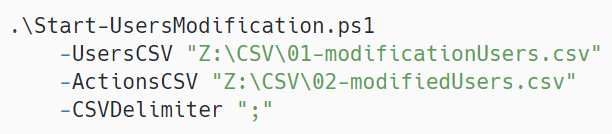 .\Start-UsersModification.ps1
-UsersCSV "Z:\CSV\01-modificationUsers.csv"
-ActionsCSV "Z:\CSV\02-modifiedUsers.csv"
-CSVDelimiter ";"